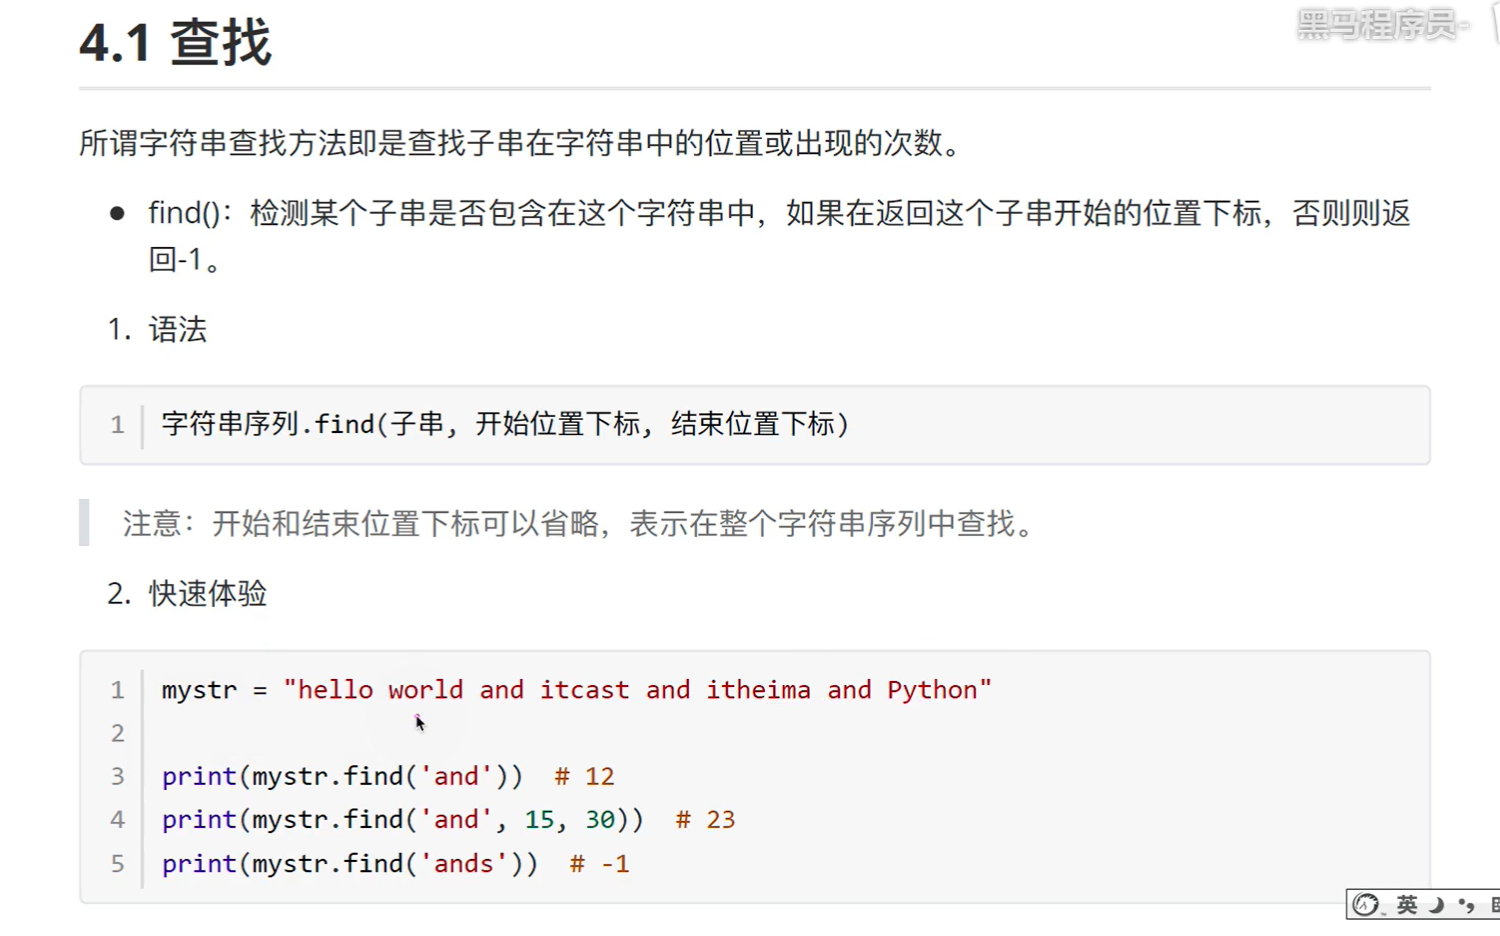 黑马程序员-
4.1 查找
所谓字符串查找方法即是查找子串在字符串中的位置或出现的次数。
● find()：检测某个子串是否包含在这个字符串中，如果在返回这个子串开始的位置下标，否则则返
回-1。
1. 语法
1 字符串序列.find(子串, 开始位置下标, 结束位置下标)
注意：开始和结束位置下标可以省略，表示在整个字符串序列中查找。
2. 快速体验
1 mystr = "hello world and itcast and itheima and Python"
2
3 print(mystr.find('and')) # 12
4 print(mystr.find('and', 15, 30)) # 23
5 print(mystr.find('ands')) # -1
英